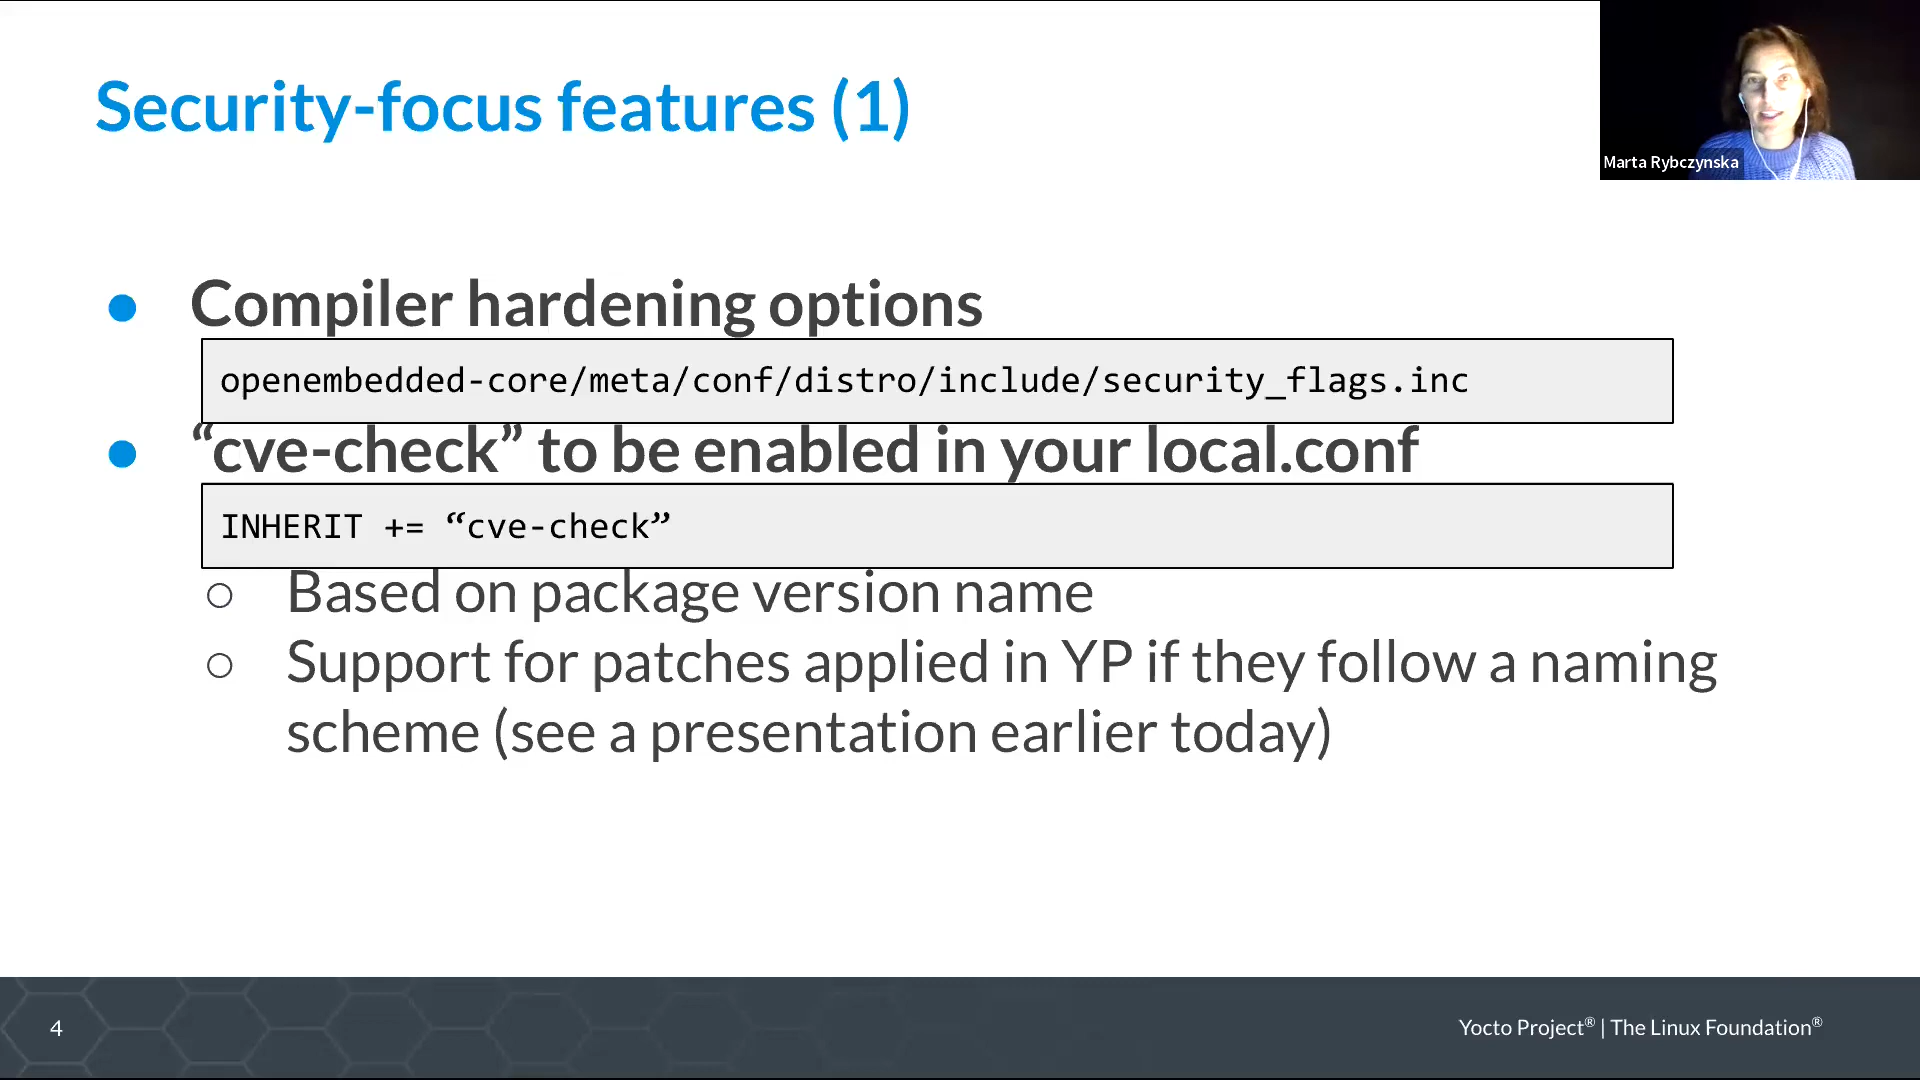 Security-focus features (1)
Marta Rybczynska
● Compiler hardening options
openembedded-core/meta/conf/distro/include/security_flags.inc
● “cve-check” to be enabled in your local.conf
INHERIT += “cve-check”
○ Based on package version name
○ Support for patches applied in YP if they follow a naming
scheme (see a presentation earlier today)
4
Yocto Project® | The Linux Foundation®